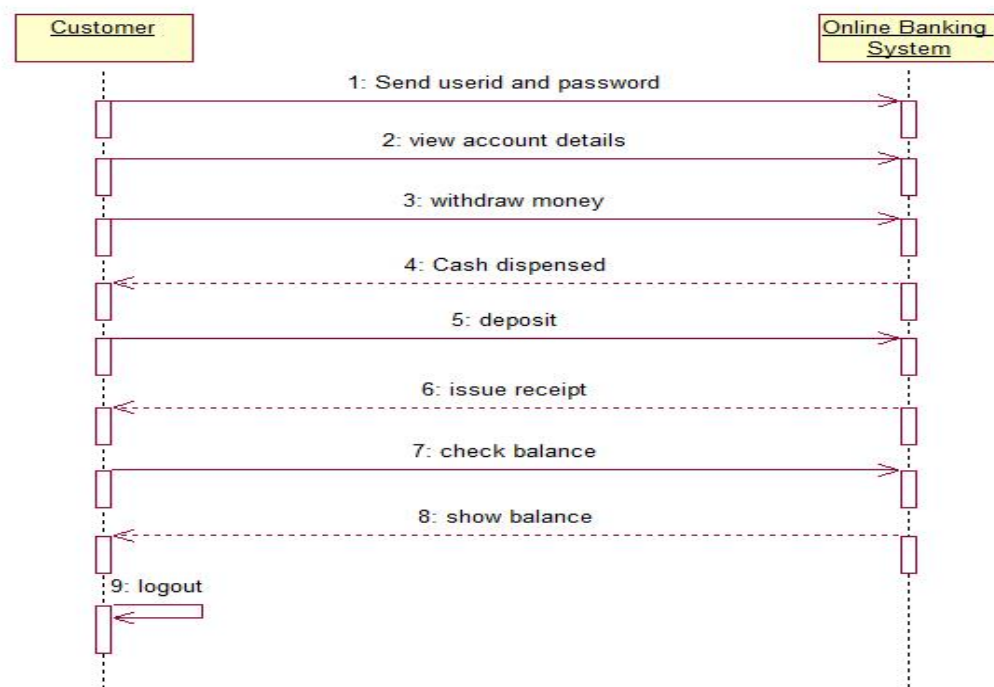 Customer
Online Banking
System
1: Send userid and password
2: view account details
3: withdraw money
4: Cash dispensed
5: deposit
6: issue receipt
7: check balance
8: show balance
9: logout